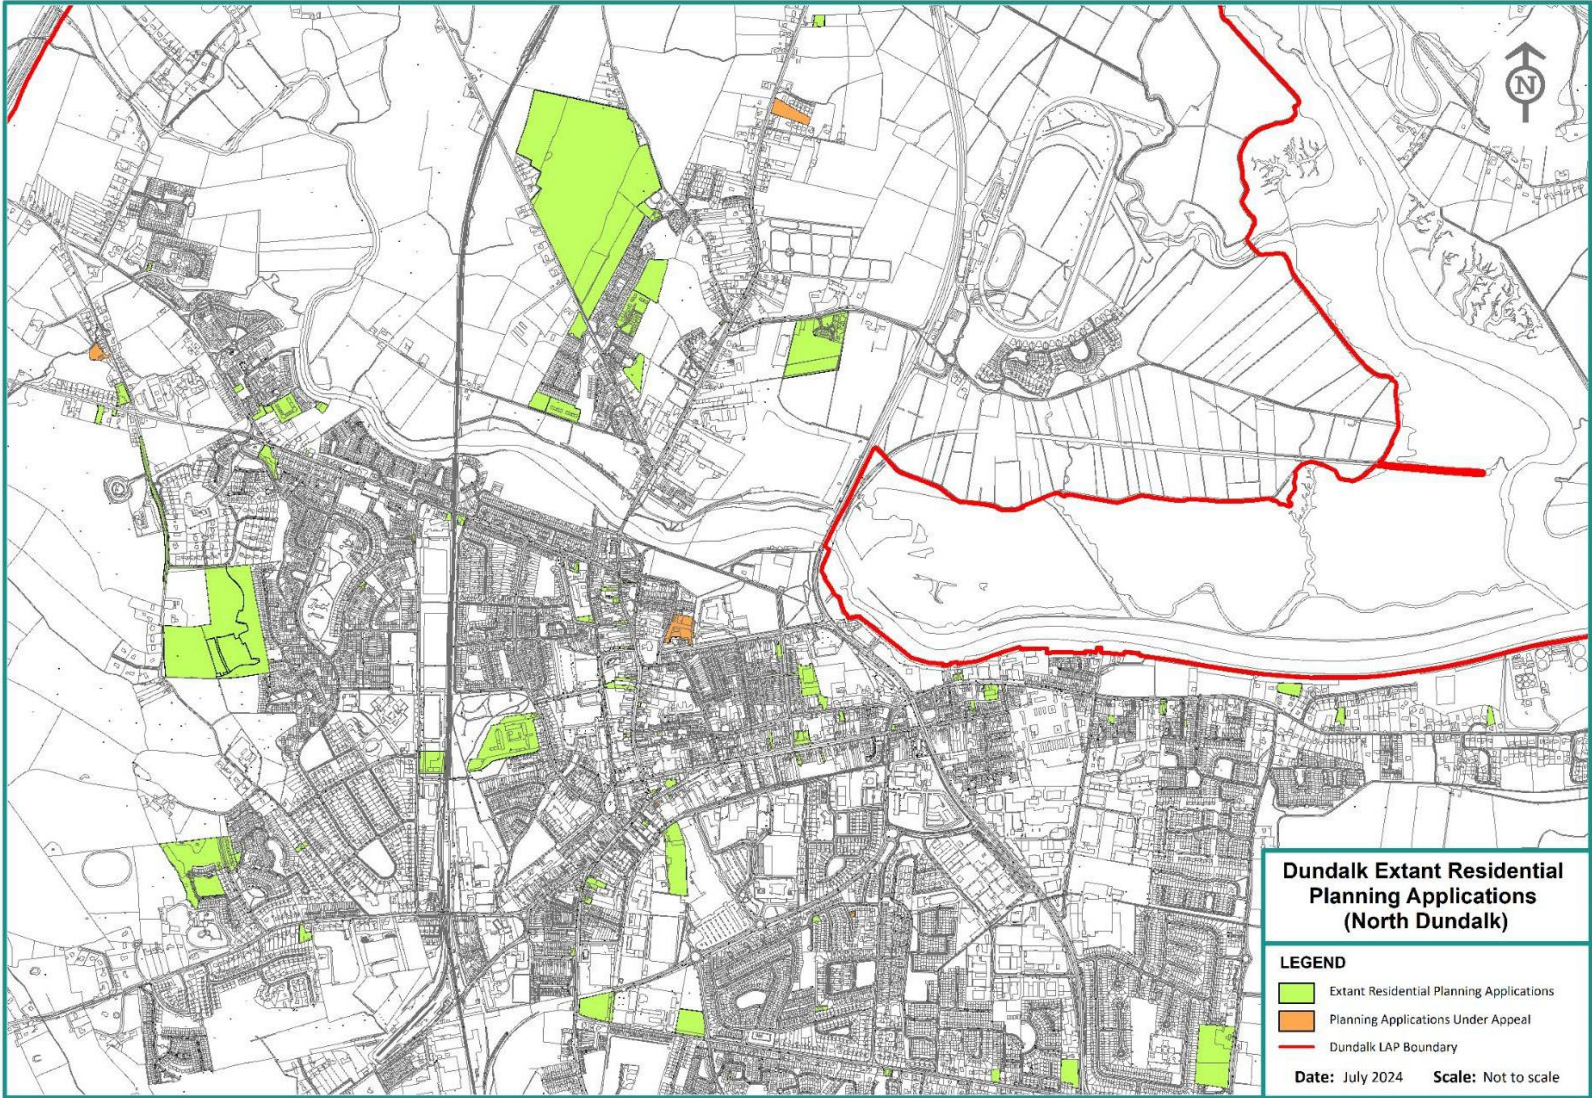 N
Dundalk Extant Residential
Planning Applications
(North Dundalk)
LEGEND
Extant Residential Planning Applications
Planning Applications Under Appeal
Dundalk LAP Boundary
Date: July 2024 Scale: Not to scale